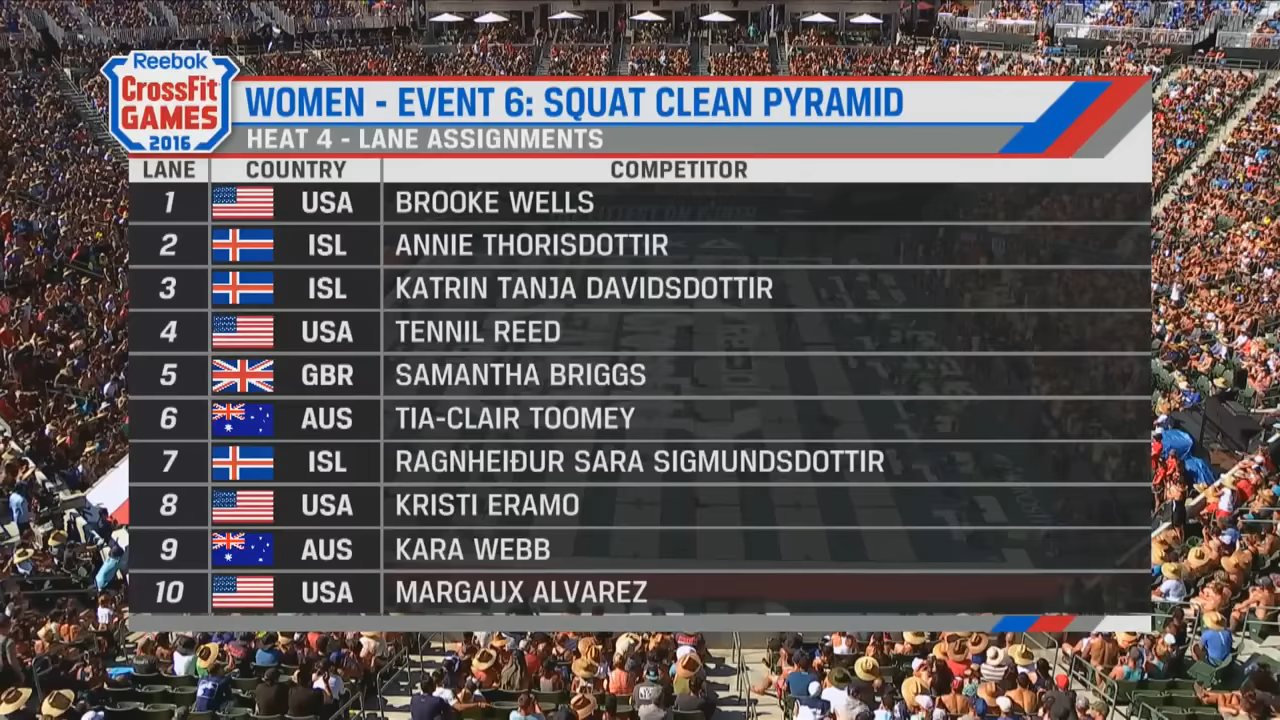 Reebok
CrossFit
GAMES
2016
WOMEN - EVENT 6: SQUAT CLEAN PYRAMID
HEAT 4 - LANE ASSIGNMENTS
LANE COUNTRY COMPETITOR
1 USA BROOKE WELLS
2 ISL ANNIE THORISDOTTIR
3 ISL KATRIN TANJA DAVIDSDOTTIR
4 USA TENNIL REED
5 GBR SAMANTHA BRIGGS
6 AUS TIA-CLAIR TOOMEY
7 ISL RAGNHEIÐUR SARA SIGMUNDSDOTTIR
8 USA KRISTI ERAMO
9 AUS KARA WEBB
10 USA MARGAUX ALVAREZ